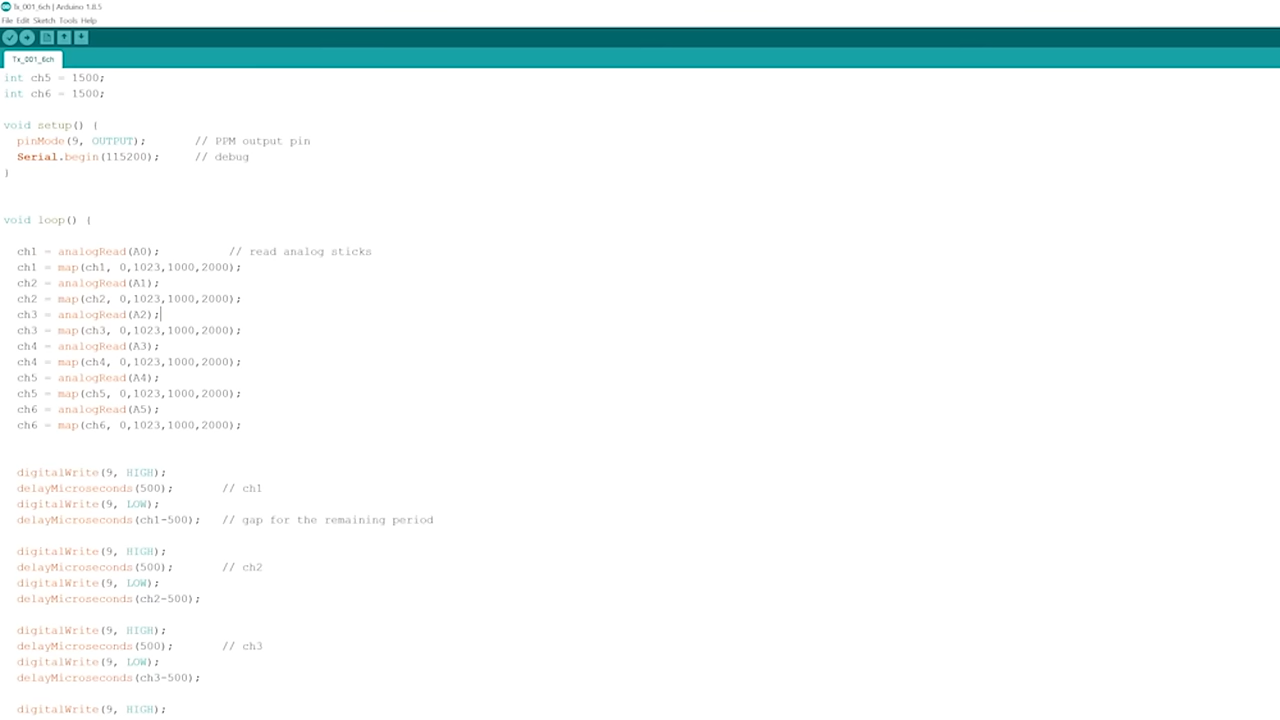 Tx_001_6ch | Arduino 1.8.5
File Edit Sketch Tools Help
Tx_001_6ch
int ch5 = 1500;
int ch6 = 1500;
void setup() {
pinMode(9, OUTPUT); // PPM output pin
Serial.begin(115200); // debug
}
void loop() {
ch1 = analogRead(A0); // read analog sticks
ch1 = map(ch1, 0,1023,1000,2000);
ch2 = analogRead(A1);
ch2 = map(ch2, 0,1023,1000,2000);
ch3 = analogRead(A2);
ch3 = map(ch3, 0,1023,1000,2000);
ch4 = analogRead(A3);
ch4 = map(ch4, 0,1023,1000,2000);
ch5 = analogRead(A4);
ch5 = map(ch5, 0,1023,1000,2000);
ch6 = analogRead(A5);
ch6 = map(ch6, 0,1023,1000,2000);
digitalWrite(9, HIGH);
delayMicroseconds(500); // ch1
digitalWrite(9, LOW);
delayMicroseconds(ch1-500); // gap for the remaining period
digitalWrite(9, HIGH);
delayMicroseconds(500); // ch2
digitalWrite(9, LOW);
delayMicroseconds(ch2-500);
digitalWrite(9, HIGH);
delayMicroseconds(500); // ch3
digitalWrite(9, LOW);
delayMicroseconds(ch3-500);
digitalWrite(9, HIGH);